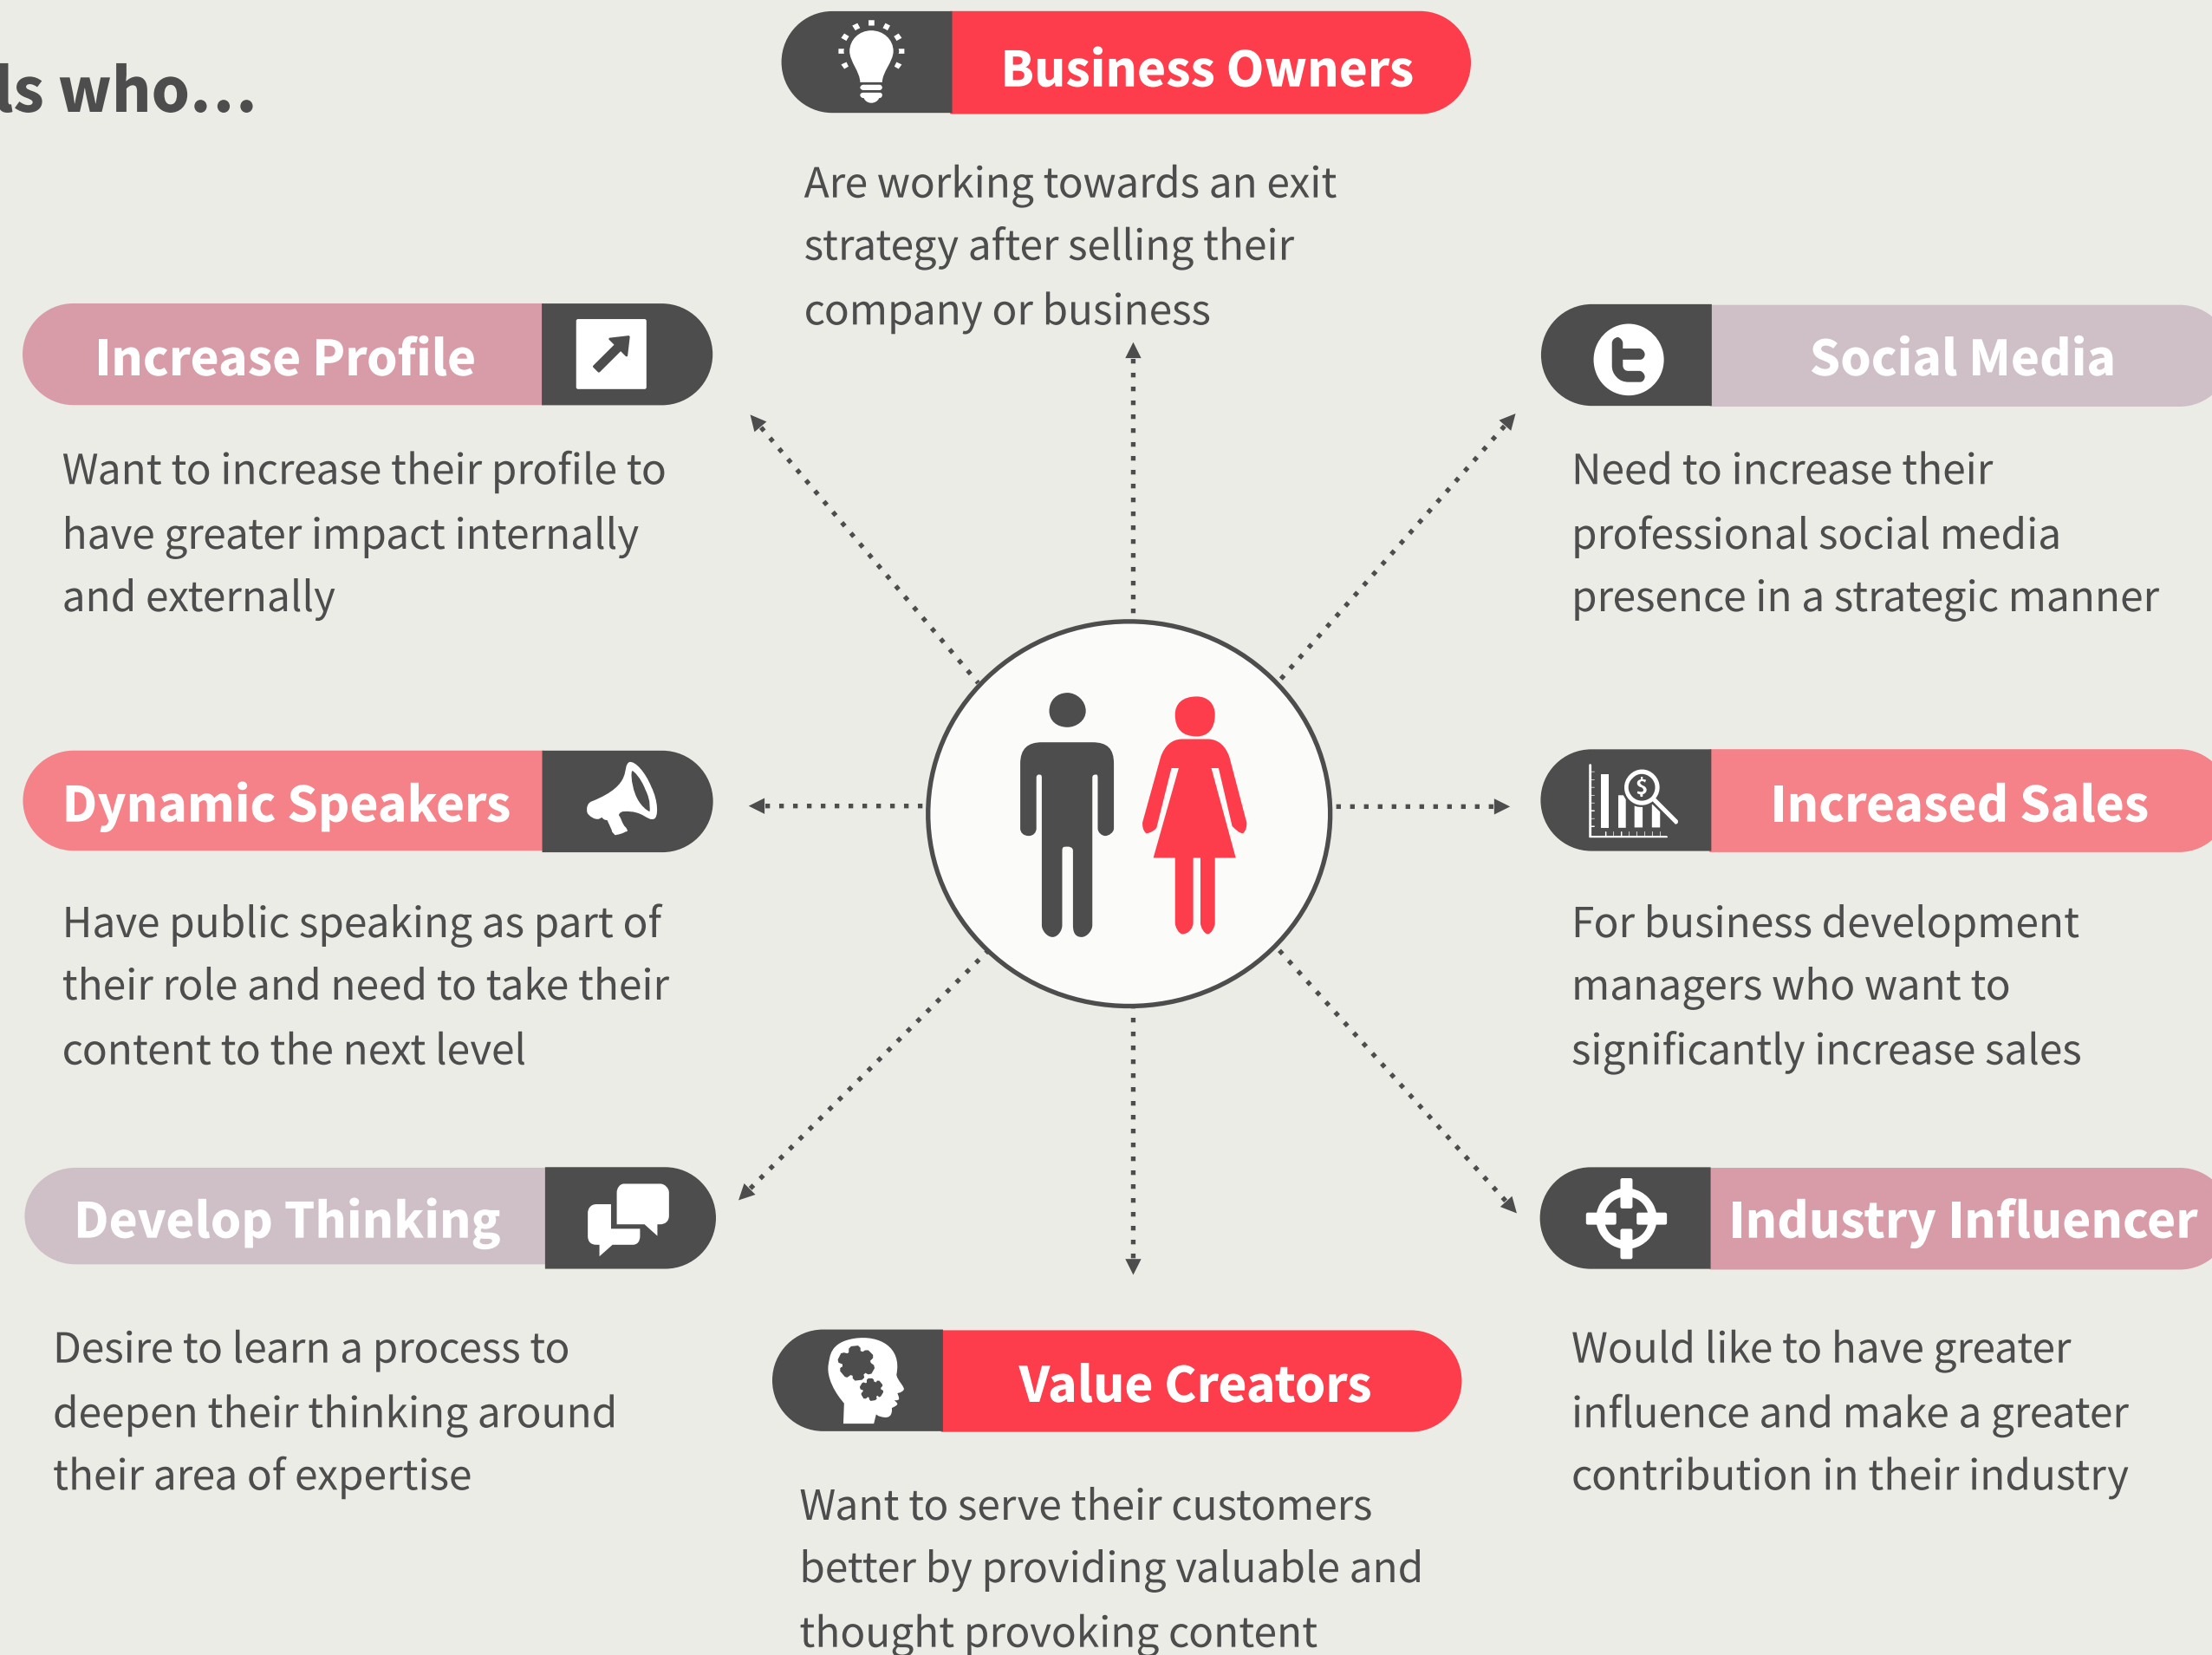 ls who...
Business Owners
Are working towards an exit
strategy after selling their
company or business
Increase Profile
Want to increase their profile to
have greater impact internally
and externally
Social Media
Need to increase their
professional social media
presence in a strategic manner
Dynamic Speakers
Have public speaking as part of
their role and need to take their
content to the next level
Increased Sales
For business development
managers who want to
significantly increase sales
Develop Thinking
Desire to learn a process to
deepen their thinking around
their area of expertise
Industry Influencer
Would like to have greater
influence and make a greater
contribution in their industry
Value Creators
Want to serve their customers
better by providing valuable and
thought provoking content